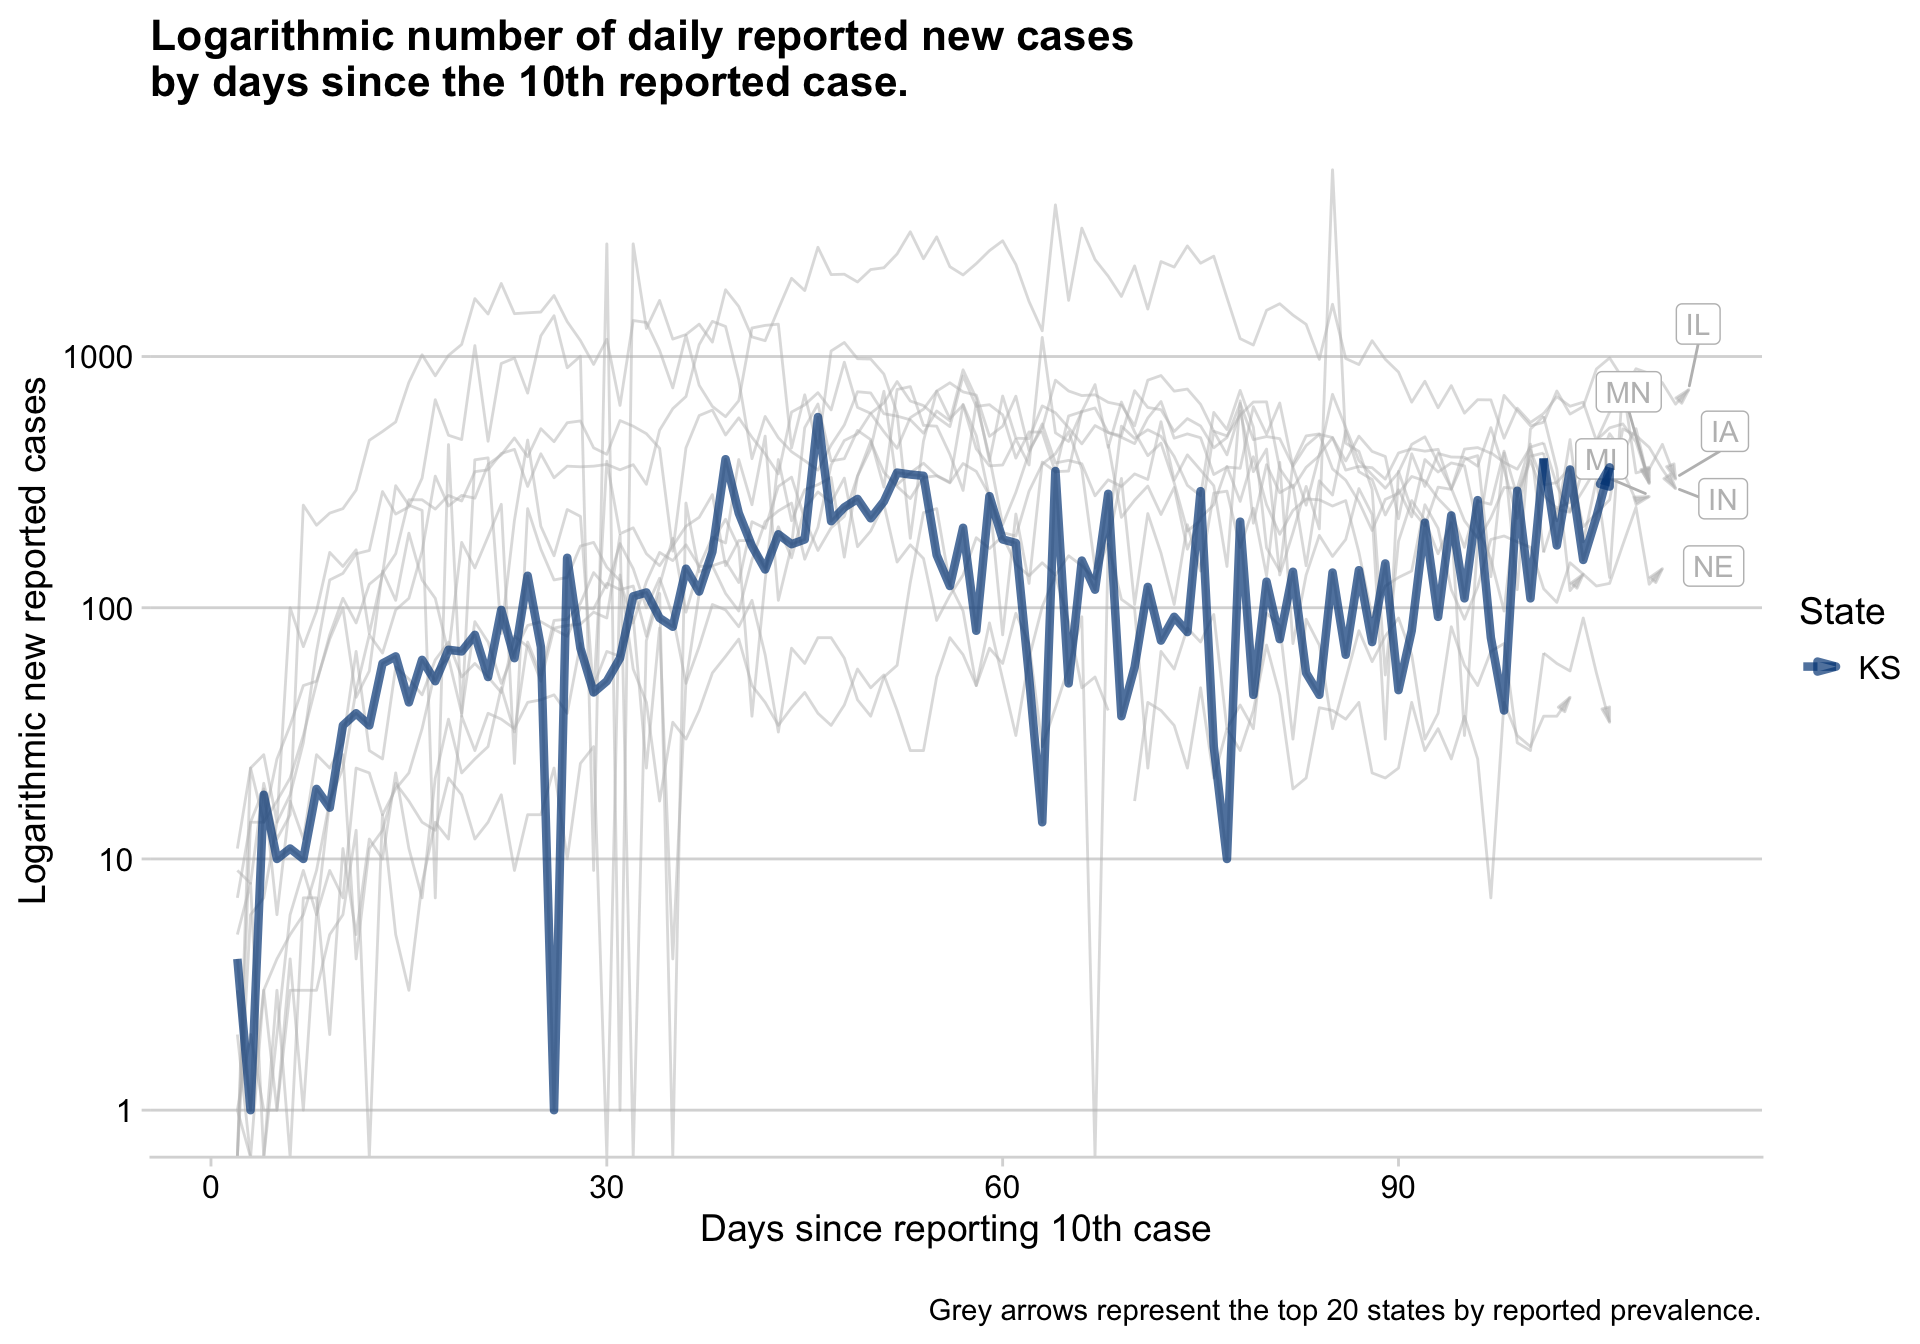 Logarithmic number of daily reported new cases
by days since the 10th reported case.
Logarithmic new reported cases
1000
100
10
1
IL
MN
IA
MI
IN
NE
State
KS
0
30
60
90
Days since reporting 10th case
Grey arrows represent the top 20 states by reported prevalence.